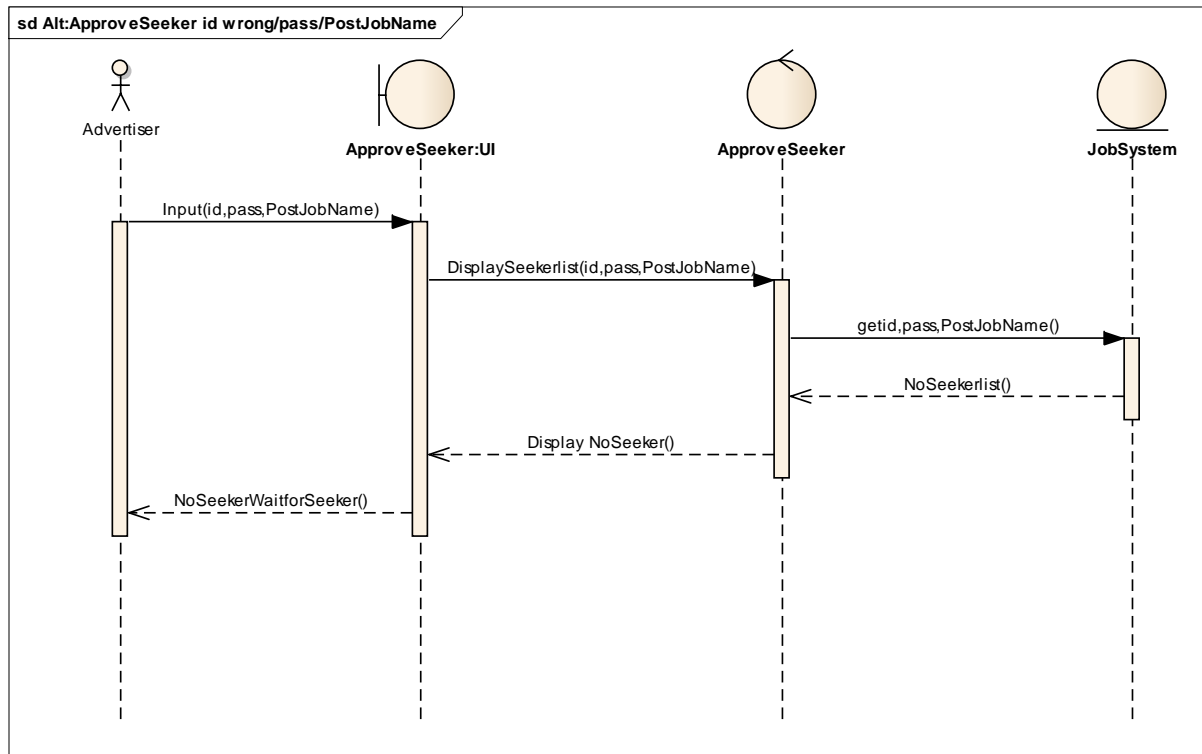 sd Alt:ApproveSeeker id wrong/pass/PostJobName
Advertiser
ApproveSeeker:UI
ApproveSeeker
JobSystem
Input(id,pass,PostJobName)
DisplaySeekerlist(id,pass,PostJobName)
getid,pass,PostJobName()
NoSeekerlist()
Display NoSeeker()
NoSeekerWaitforSeeker()